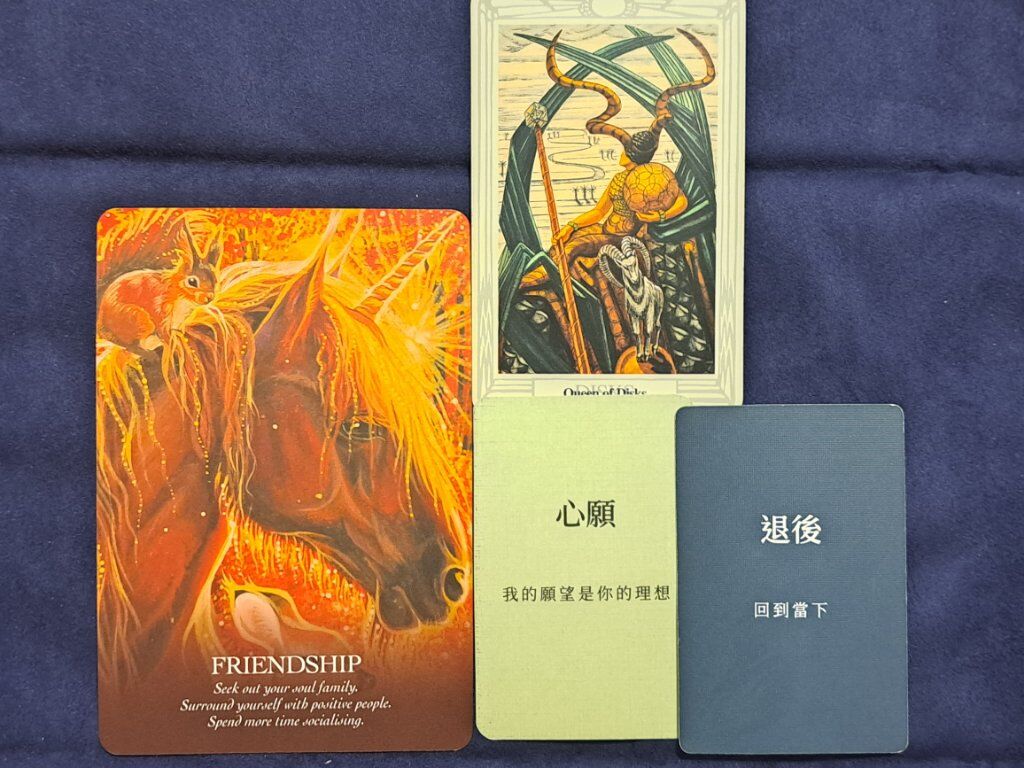 FRIENDSHIP
Seek out your soul family.
Surround yourself with positive people.
Spend more time socialising.
Queen of Disks
心願
我的願望是你的理想
退後
回到當下